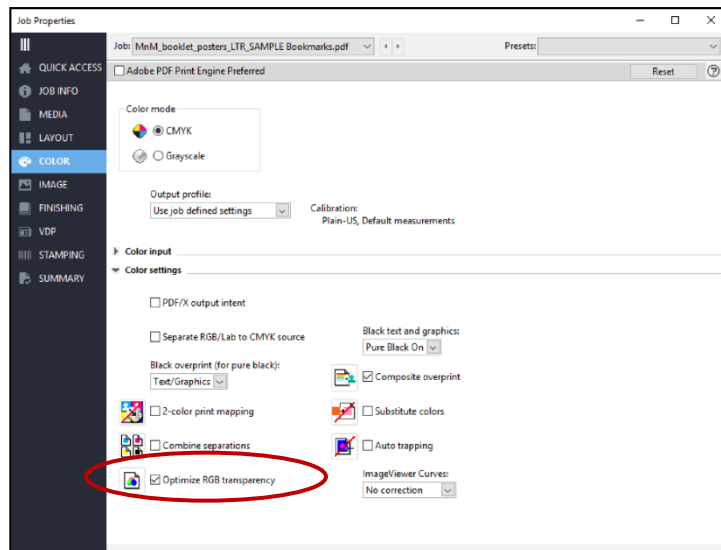 Job Properties
Job: MnM_booklet_posters_LTR_SAMPLE Bookmarks.pdf
Presets:
QUICK ACCESS
Adobe PDF Print Engine Preferred
Reset
?
JOB INFO
MEDIA
LAYOUT
COLOR
IMAGE
FINISHING
VDP
STAMPING
SUMMARY
Color mode
CMYK
Grayscale
Output profile:
Use job defined settings
Calibration:
Plain-US, Default measurements
Color input
Color settings
PDF/X output intent
Separate RGB/Lab to CMYK source
Black text and graphics:
Pure Black On
Black overprint (for pure black):
Text/Graphics
Composite overprint
2-color print mapping
Substitute colors
Combine separations
Auto trapping
Optimize RGB transparency
ImageViewer Curves:
No correction